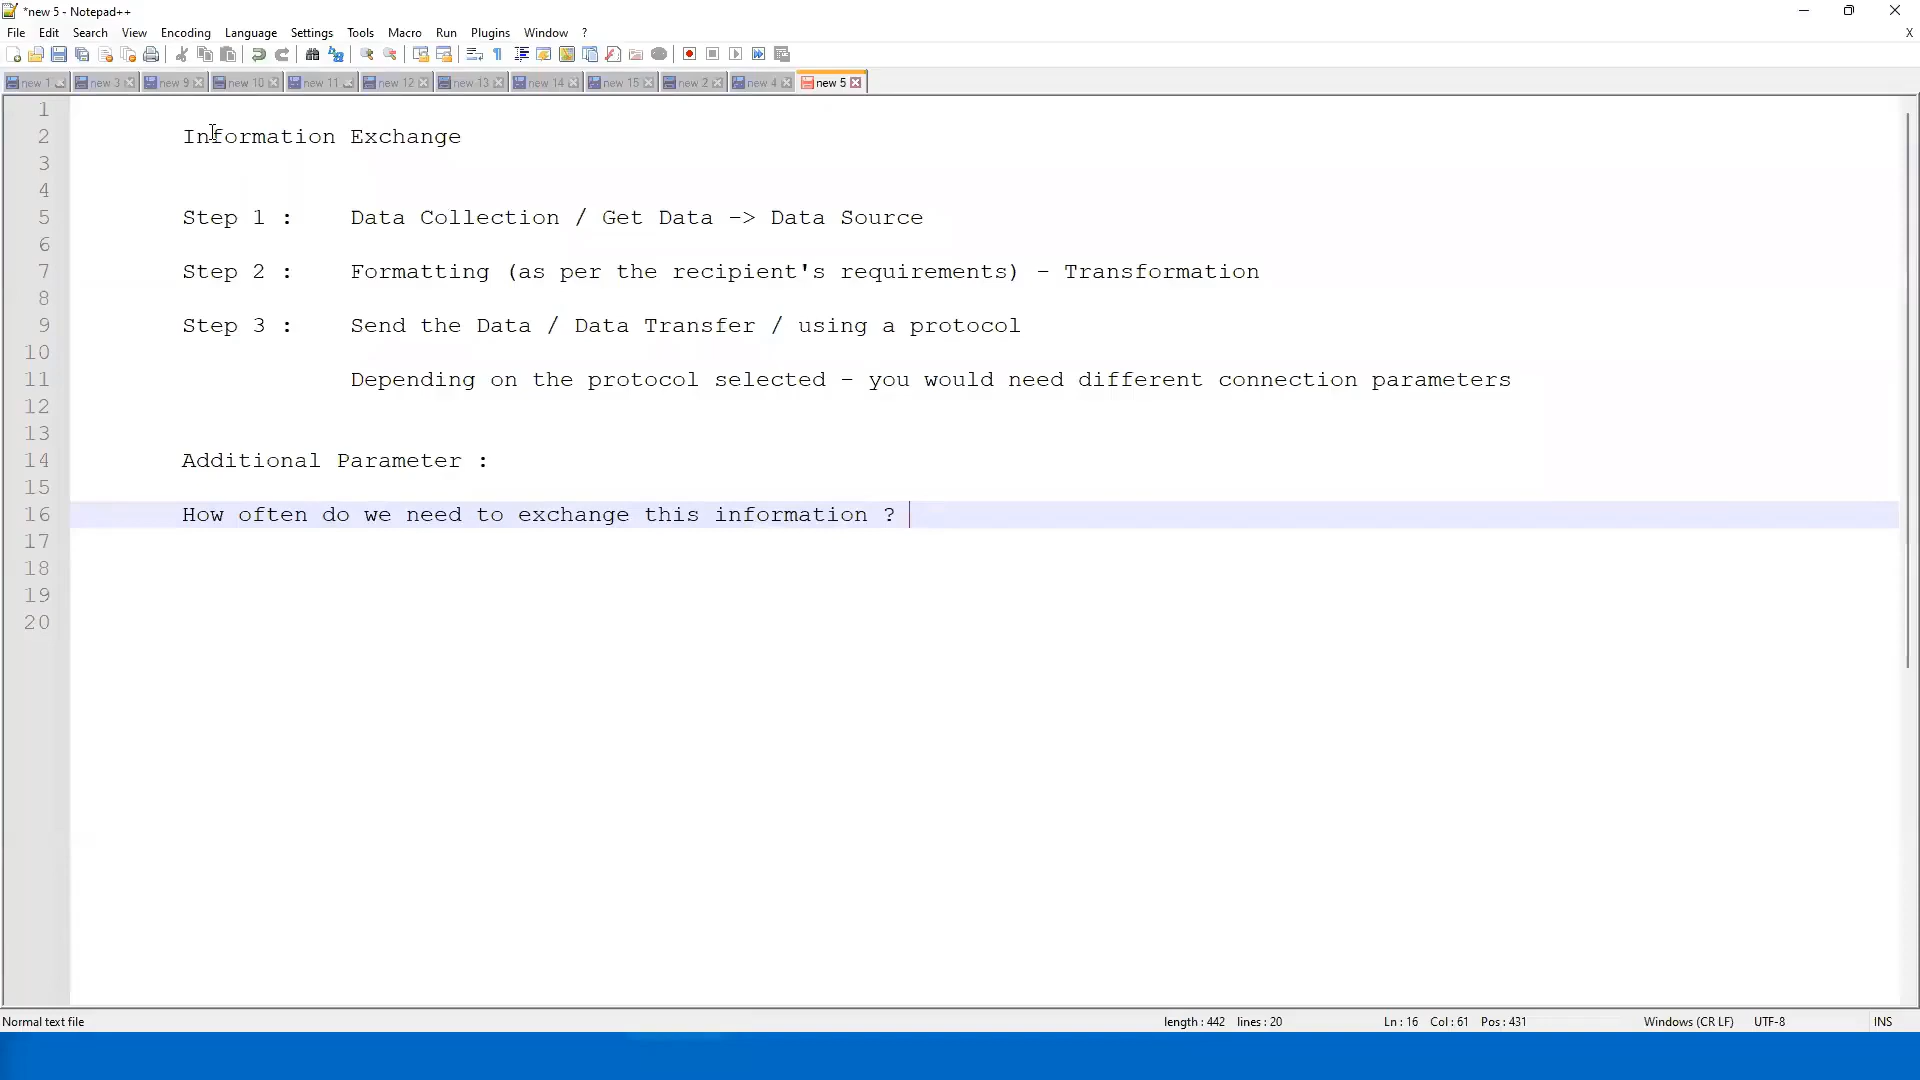 *new 5 - Notepad++
File Edit Search View Encoding Language Settings Tools Macro Run Plugins Window ? X
new 1 new 3 new 9 new 10 new 11 new 12 new 13 new 14 new 15 new 2 new 4 new 5
1
2 Information Exchange
3
4
5 Step 1 : Data Collection / Get Data -> Data Source
6
7 Step 2 : Formatting (as per the recipient's requirements) - Transformation
8
9 Step 3 : Send the Data / Data Transfer / using a protocol
10
11 Depending on the protocol selected - you would need different connection parameters
12
13
14 Additional Parameter :
15
16 How often do we need to exchange this information ?
17
18
19
20
Normal text file length : 442 lines : 20 Ln : 16 Col : 61 Pos : 431 Windows (CR LF) UTF-8 INS